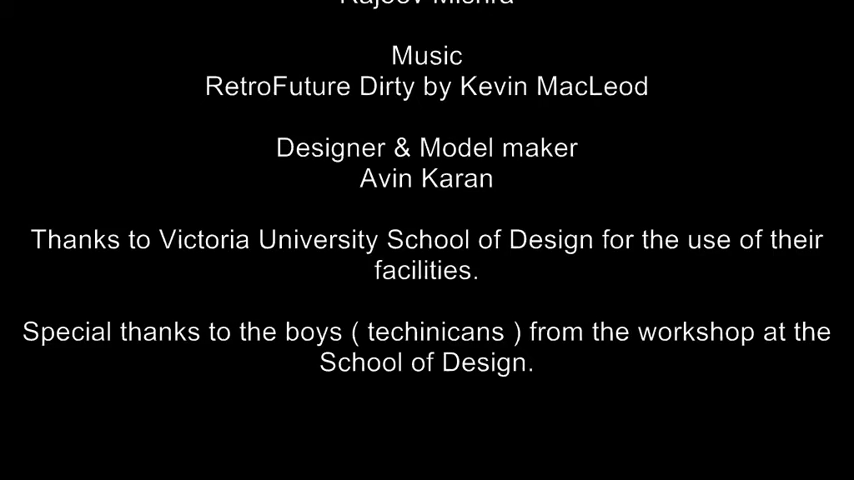 Rajeev Mishra
Music
RetroFuture Dirty by Kevin MacLeod
Designer & Model maker
Avin Karan
Thanks to Victoria University School of Design for the use of their
facilities.
Special thanks to the boys ( techinicans ) from the workshop at the
School of Design.